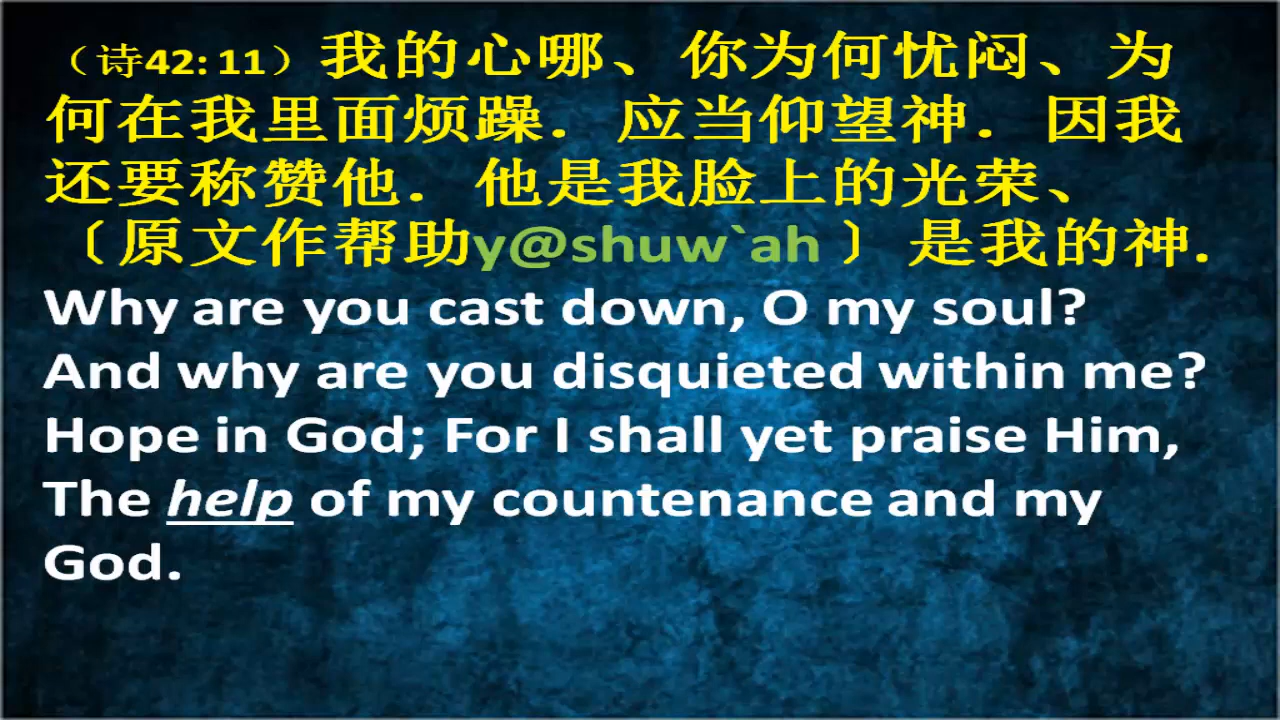 （诗42: 11）我的心哪、你为何忧闷、为
何在我里面烦躁．应当仰望神．因我
还要称赞他．他是我脸上的光荣、
〔原文作帮助y@shuw`ah 〕是我的神.
Why are you cast down, O my soul?
And why are you disquieted within me?
Hope in God; For I shall yet praise Him,
The help of my countenance and my
God.